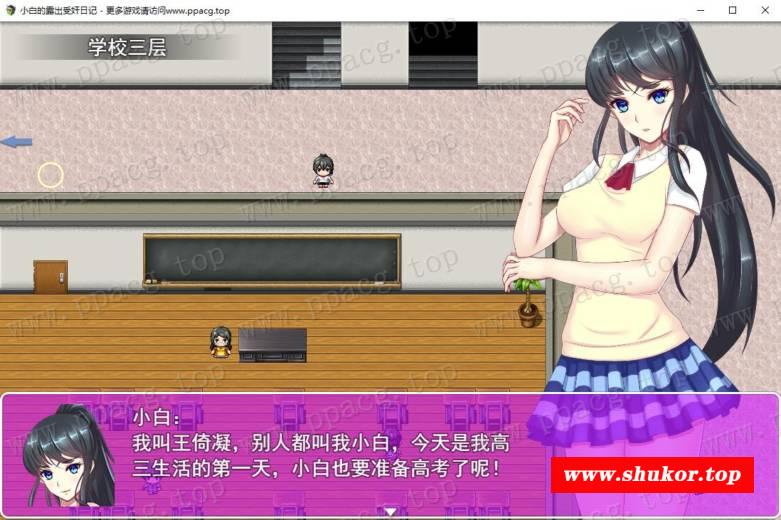 小白的露出受奸日记 - 更多游戏请访问www.ppacg.top
学校三层
小白：
我叫王倚凝，别人都叫我小白，今天是我高
三生活的第一天，小白也要准备高考了呢！
www.shukor.top
www.ppacg.top